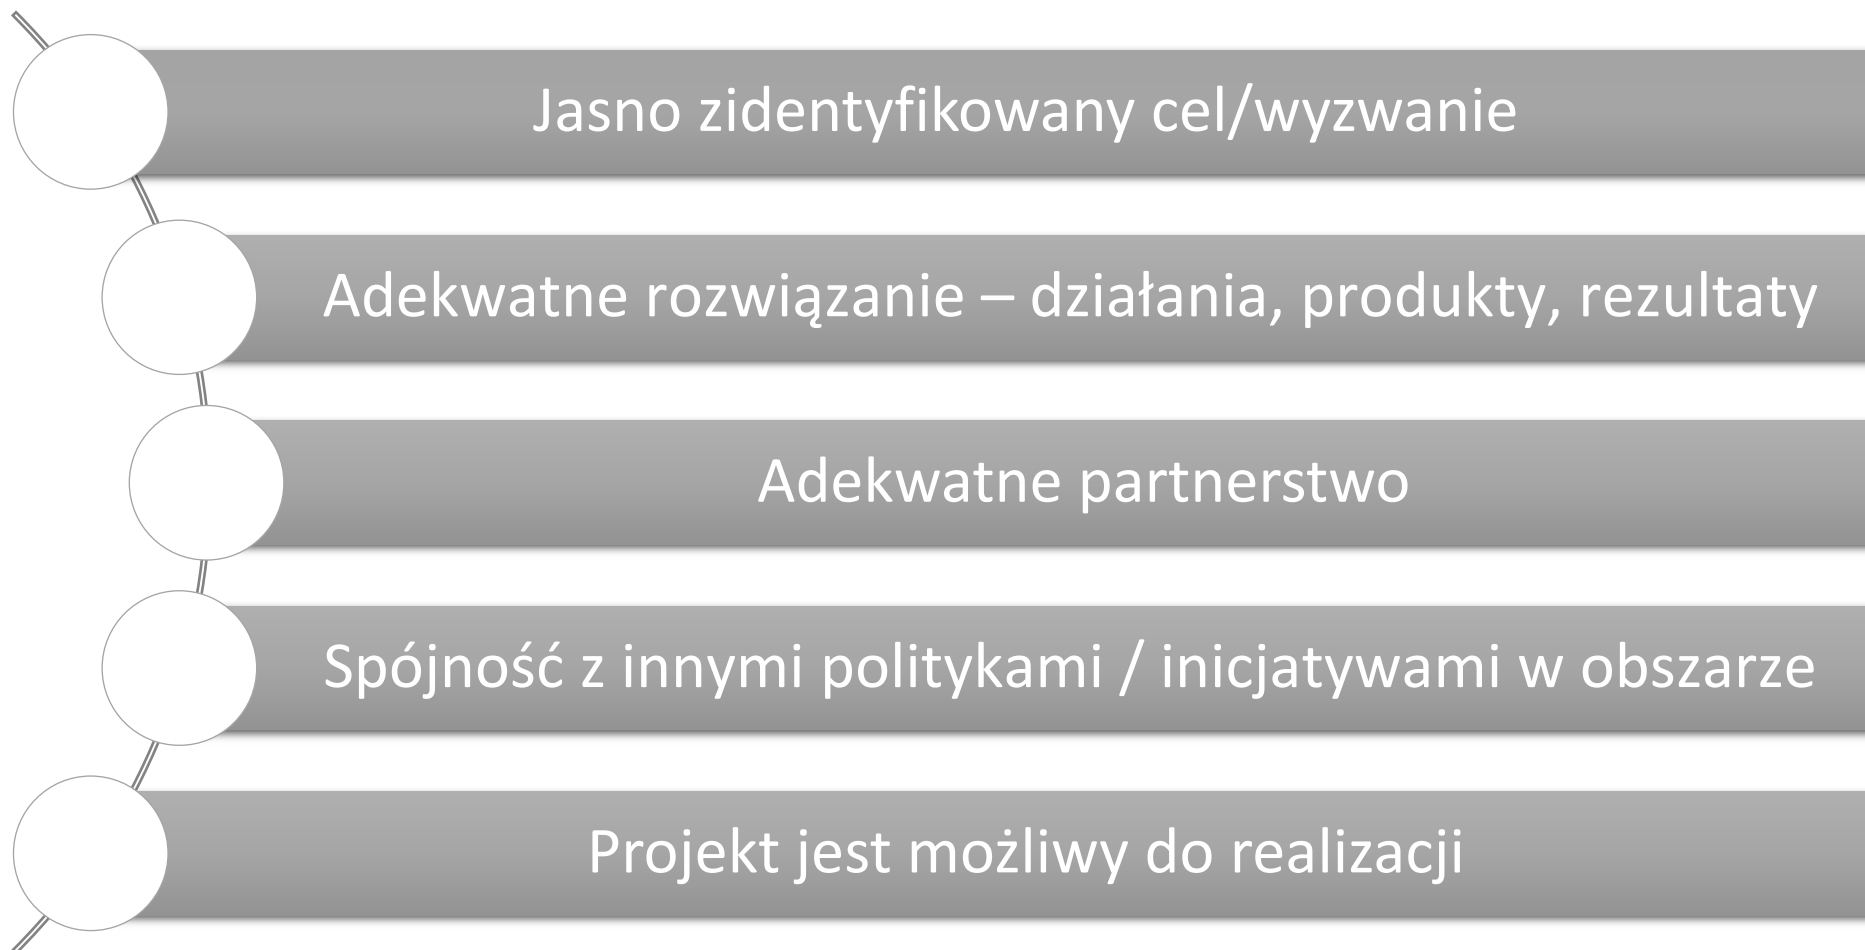 Jasno zidentyfikowany cel/wyzwanie
Adekwatne rozwiązanie – działania, produkty, rezultaty
Adekwatne partnerstwo
Spójność z innymi politykami / inicjatywami w obszarze
Projekt jest możliwy do realizacji